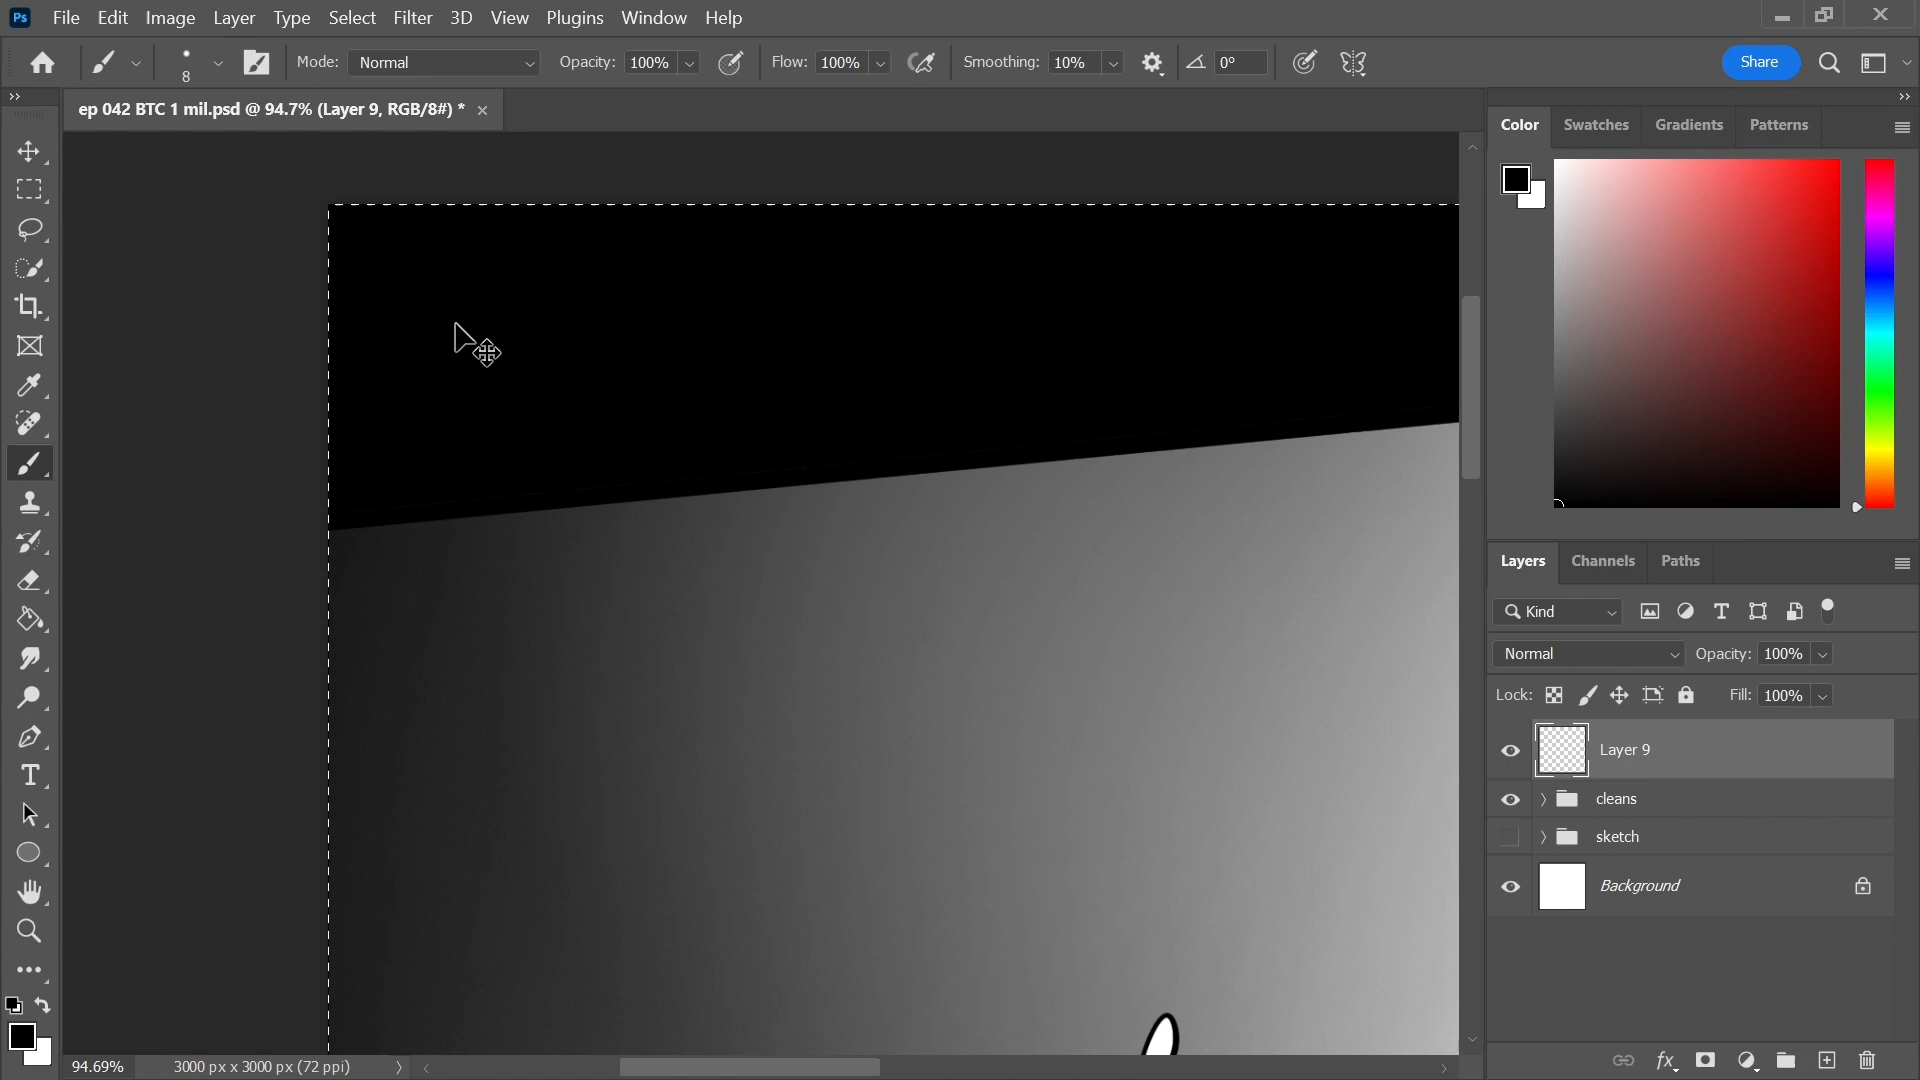 Ps File Edit Image Layer Type Select Filter 3D View Plugins Window Help
8 Mode: Normal Opacity: 100% Flow: 100% Smoothing: 10% 0° Share
ep 042 BTC 1 mil.psd @ 94.7% (Layer 9, RGB/8#) *
Color Swatches Gradients Patterns
Layers Channels Paths
Kind
Normal Opacity: 100%
Lock: Fill: 100%
Layer 9
cleans
sketch
Background
94.69% 3000 px x 3000 px (72 ppi)